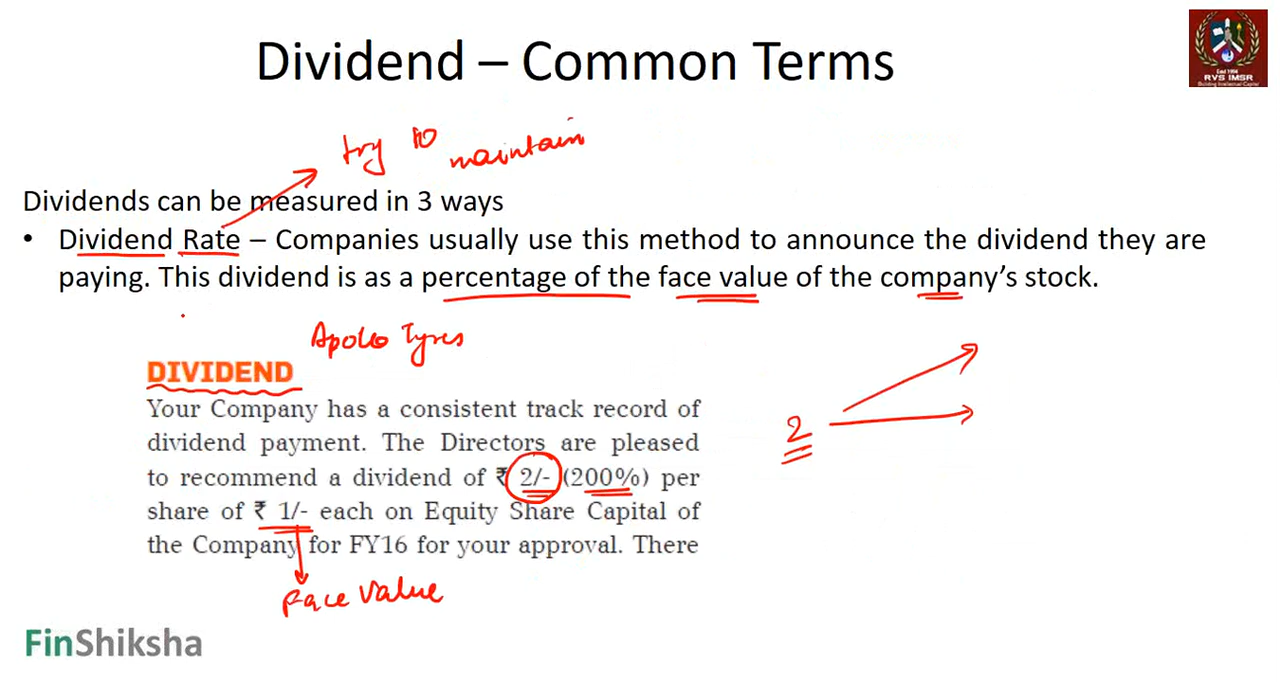 Dividend – Common Terms
Estd 1984
RVS IMSR
Building Intellectual Capital
try to maintain
Dividends can be measured in 3 ways
• Dividend Rate – Companies usually use this method to announce the dividend they are
paying. This dividend is as a percentage of the face value of the company's stock.
Apollo Tyres
DIVIDEND
Your Company has a consistent track record of
dividend payment. The Directors are pleased
to recommend a dividend of ₹ 2/- (200%) per
share of ₹ 1/- each on Equity Share Capital of
the Company for FY16 for your approval. There
2
Face Value
FinShiksha